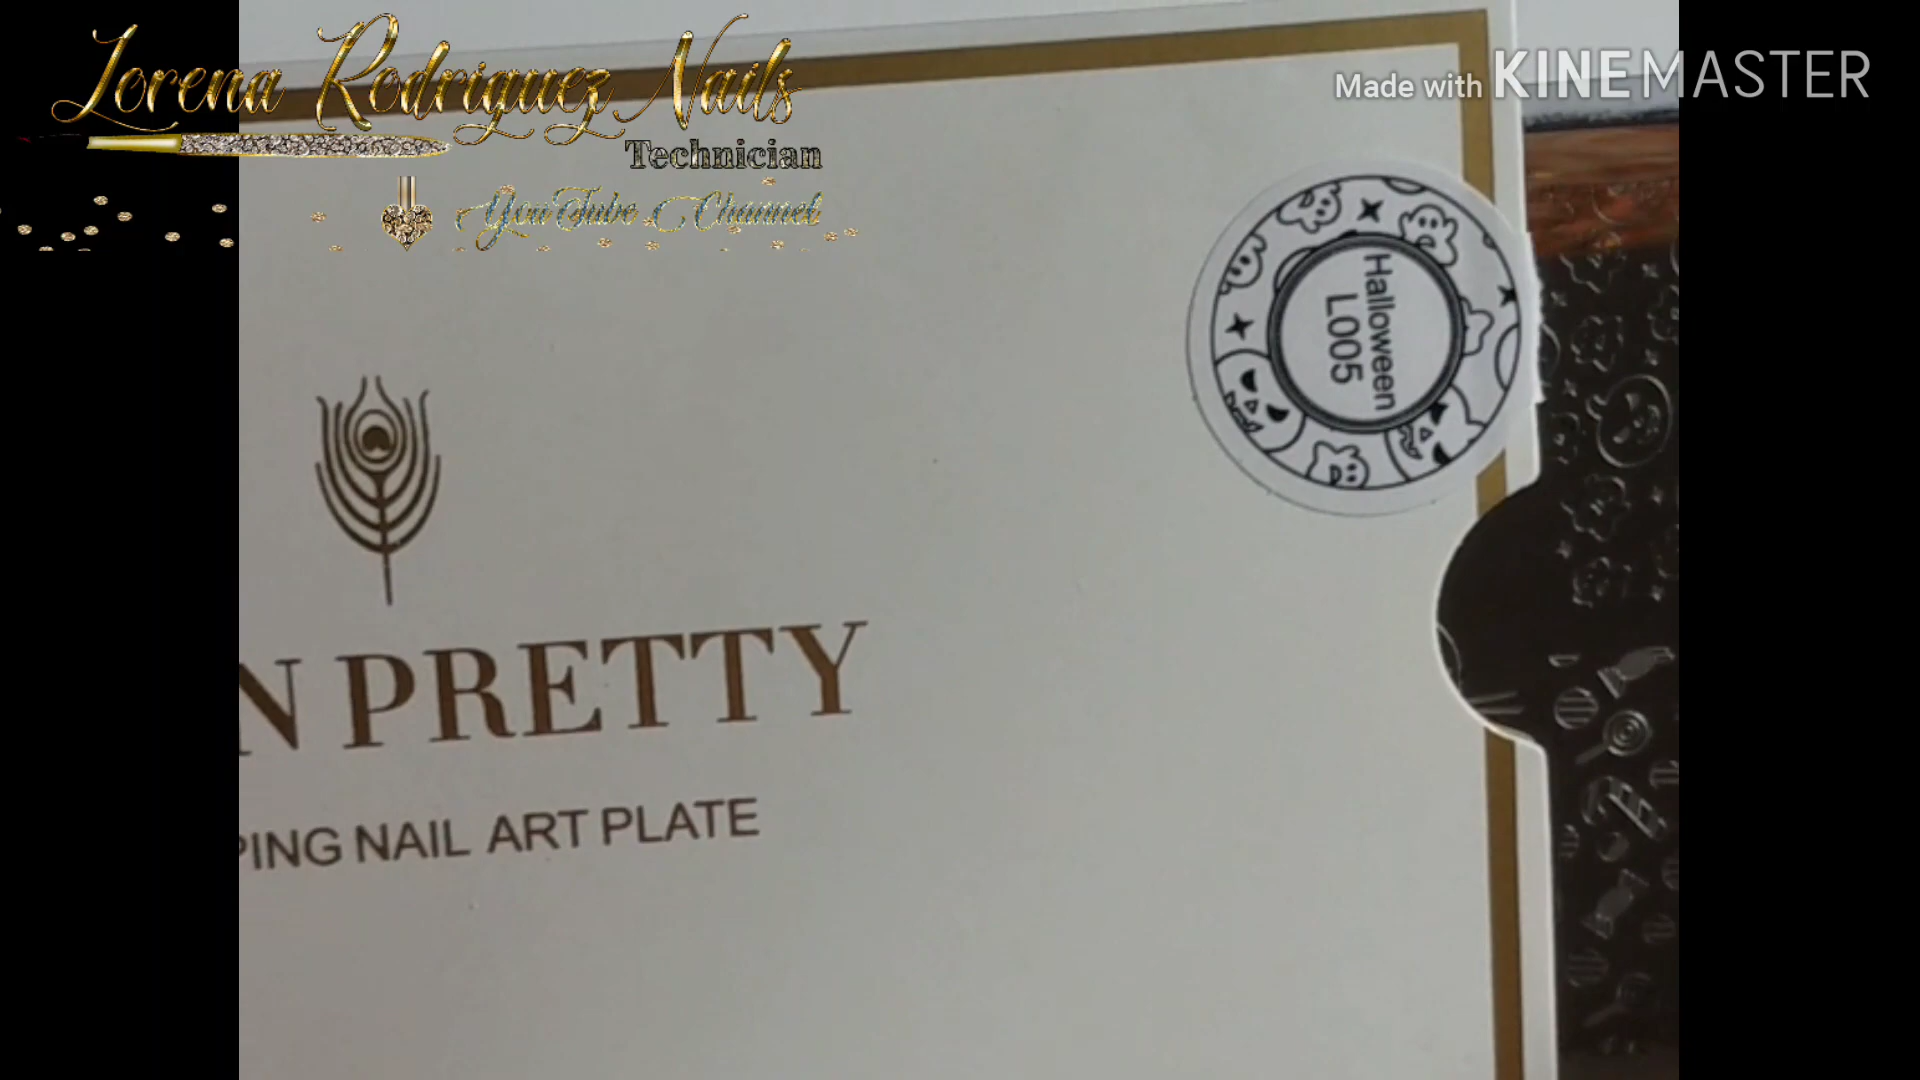 Lorena Rodriguez Nails
Technician
YouTube Channel
Made with KINEMASTER
Halloween
L005
N PRETTY
PING NAIL ART PLATE